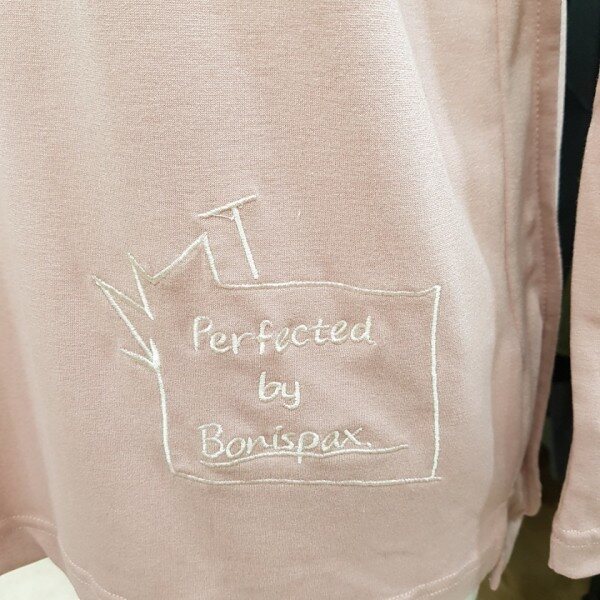 T
Perfected
by
Bonispax.